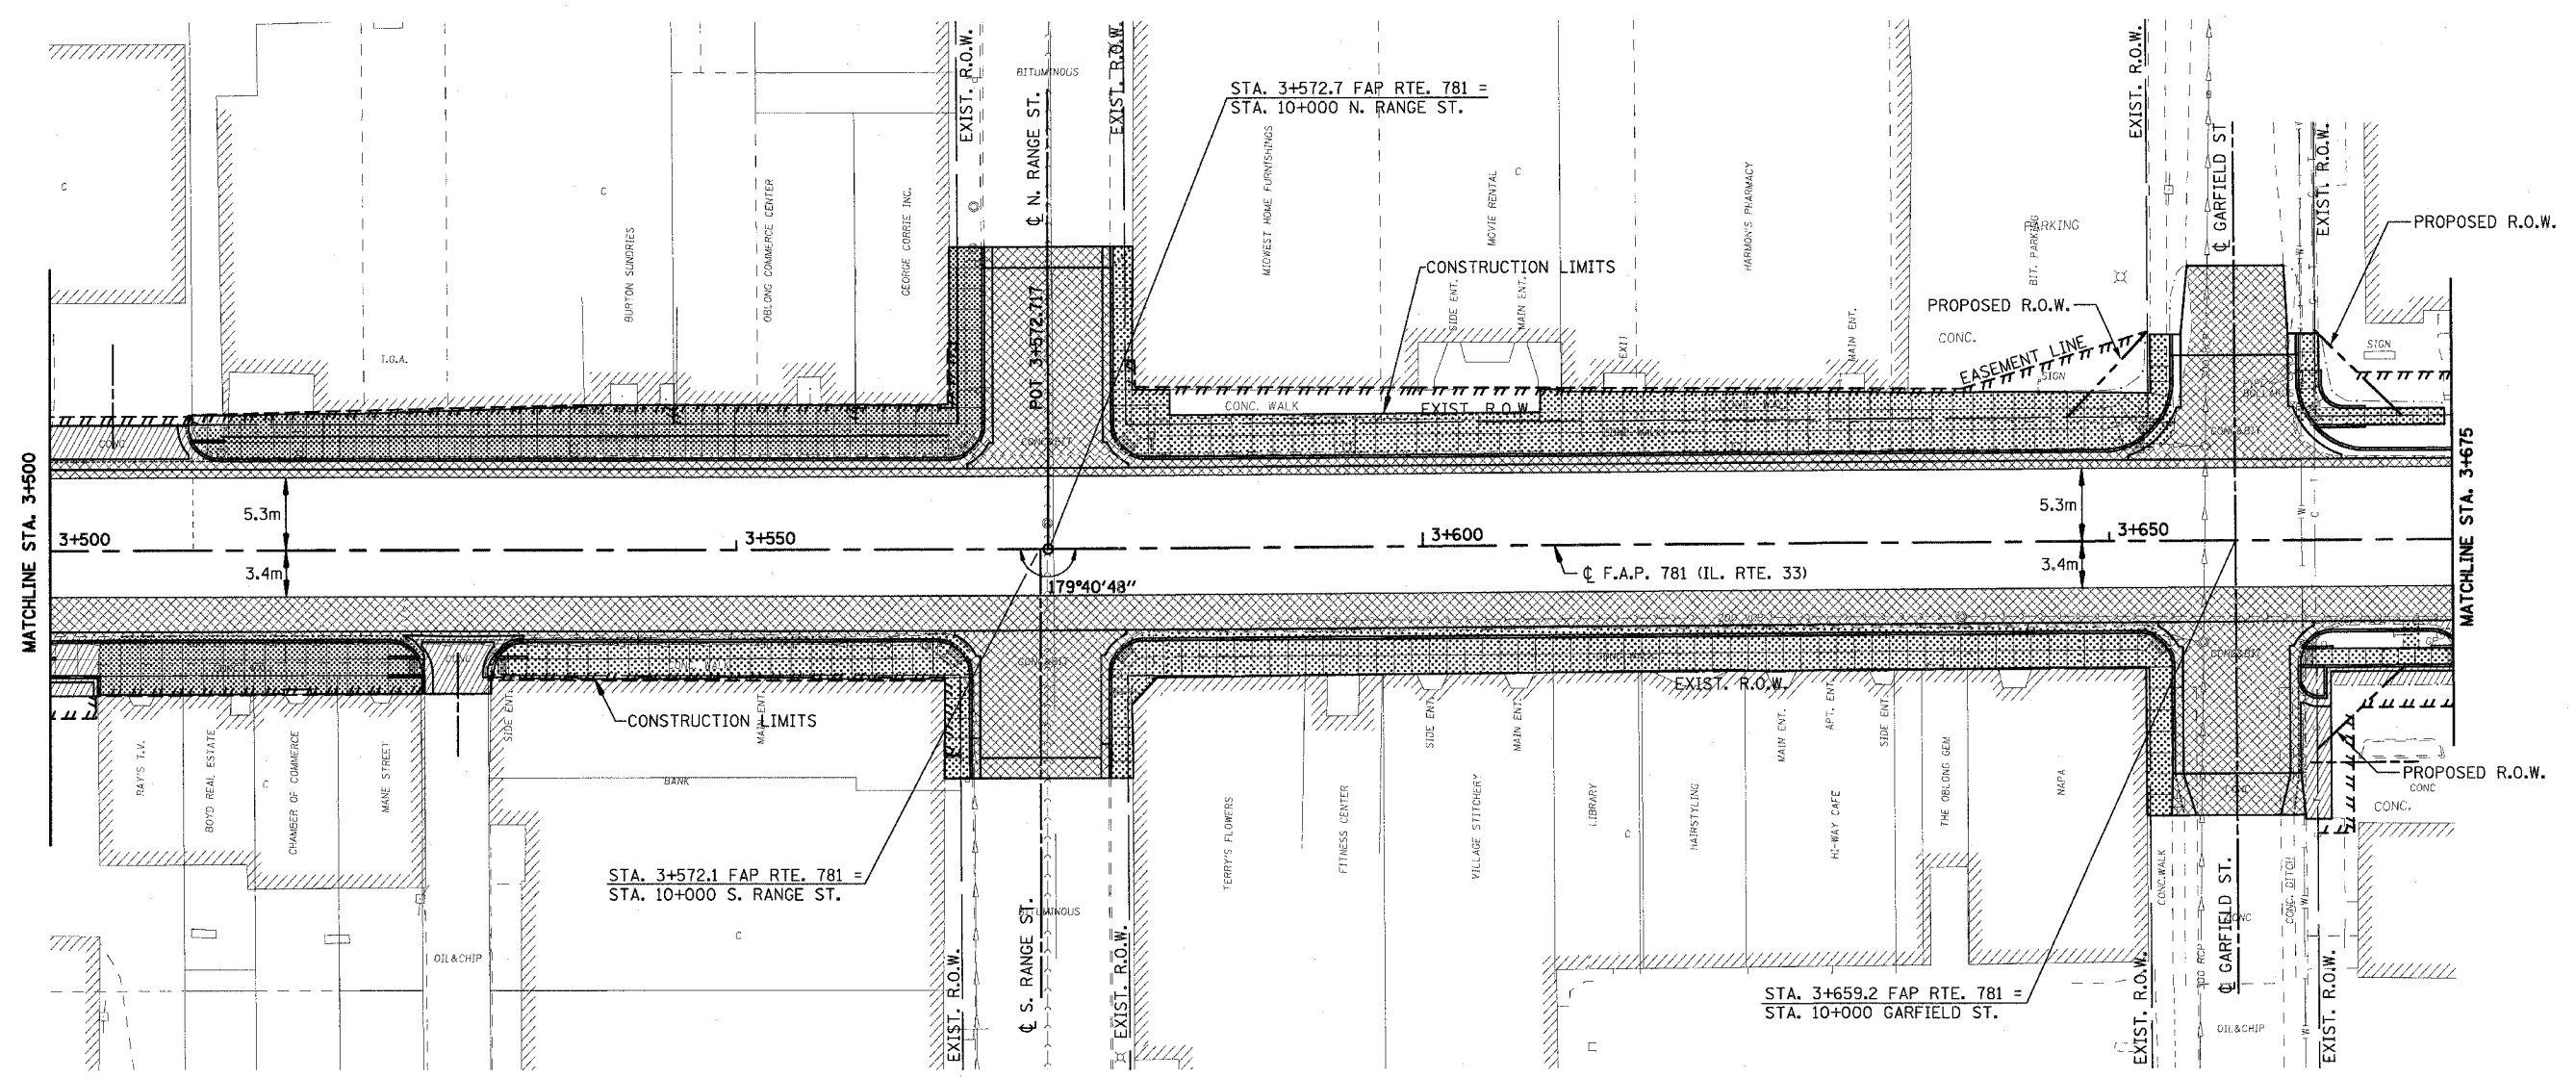 EXIST. R.O.W.
℄ N. RANGE ST.
EXIST. R.O.W.
BITUMINOUS
STA. 3+572.7 FAP RTE. 781 =
STA. 10+000 N. RANGE ST.
EXIST. R.O.W.
℄ GARFIELD ST
EXIST. R.O.W.
PROPOSED R.O.W.
C
C
C
BURTON SUNDRIES
OBLONG COMMERCE CENTER
GEORGE CORRIE INC.
MIDWEST HOME FURNISHINGS
MOVIE RENTAL
HARMON'S PHARMACY
PARKING
BIT. PARKING
CONSTRUCTION LIMITS
SIDE ENT.
MAIN ENT.
EXIT
MAIN ENT.
PROPOSED R.O.W.
CONC.
EASEMENT LINE
SIGN
SIGN
I.G.A.
POT 3+572.717
CONC. WALK
EXIST. R.O.W.
CONC
MATCHLINE STA. 3+500
MATCHLINE STA. 3+675
5.3m
5.3m
3+500
3+550
3+600
3+650
3.4m
3.4m
179°40'48"
℄ F.A.P. 781 (IL. RTE. 33)
EXIST. R.O.W.
CONSTRUCTION LIMITS
SIDE ENT.
MAIN ENT.
BANK
SIDE ENT.
MAIN ENT.
MAIN ENT.
APT. ENT.
SIDE ENT.
RAY'S T.V.
BOYD REAL ESTATE
C
CHAMBER OF COMMERCE
MANE STREET
TERRY'S FLOWERS
FITNESS CENTER
VILLAGE STITCHERY
LIBRARY
C
HAIRSTYLING
HI-WAY CAFE
THE OBLONG GEM
NAPA
PROPOSED R.O.W.
CONC
CONC.
STA. 3+572.1 FAP RTE. 781 =
STA. 10+000 S. RANGE ST.
C
OIL&CHIP
BITUMINOUS
EXIST. R.O.W.
℄ S. RANGE ST.
EXIST. R.O.W.
STA. 3+659.2 FAP RTE. 781 =
STA. 10+000 GARFIELD ST.
CONC.WALK
CONC. DITCH
CONC
EXIST. R.O.W.
℄ GARFIELD ST.
EXIST. R.O.W.
OIL&CHIP